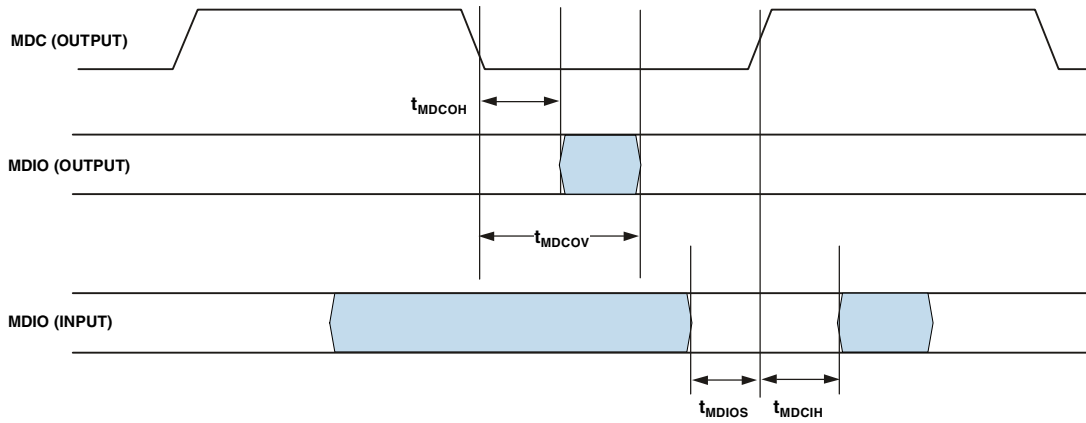 MDC (OUTPUT)
tMDCOH
MDIO (OUTPUT)
tMDCOV
MDIO (INPUT)
tMDIOS
tMDCIH